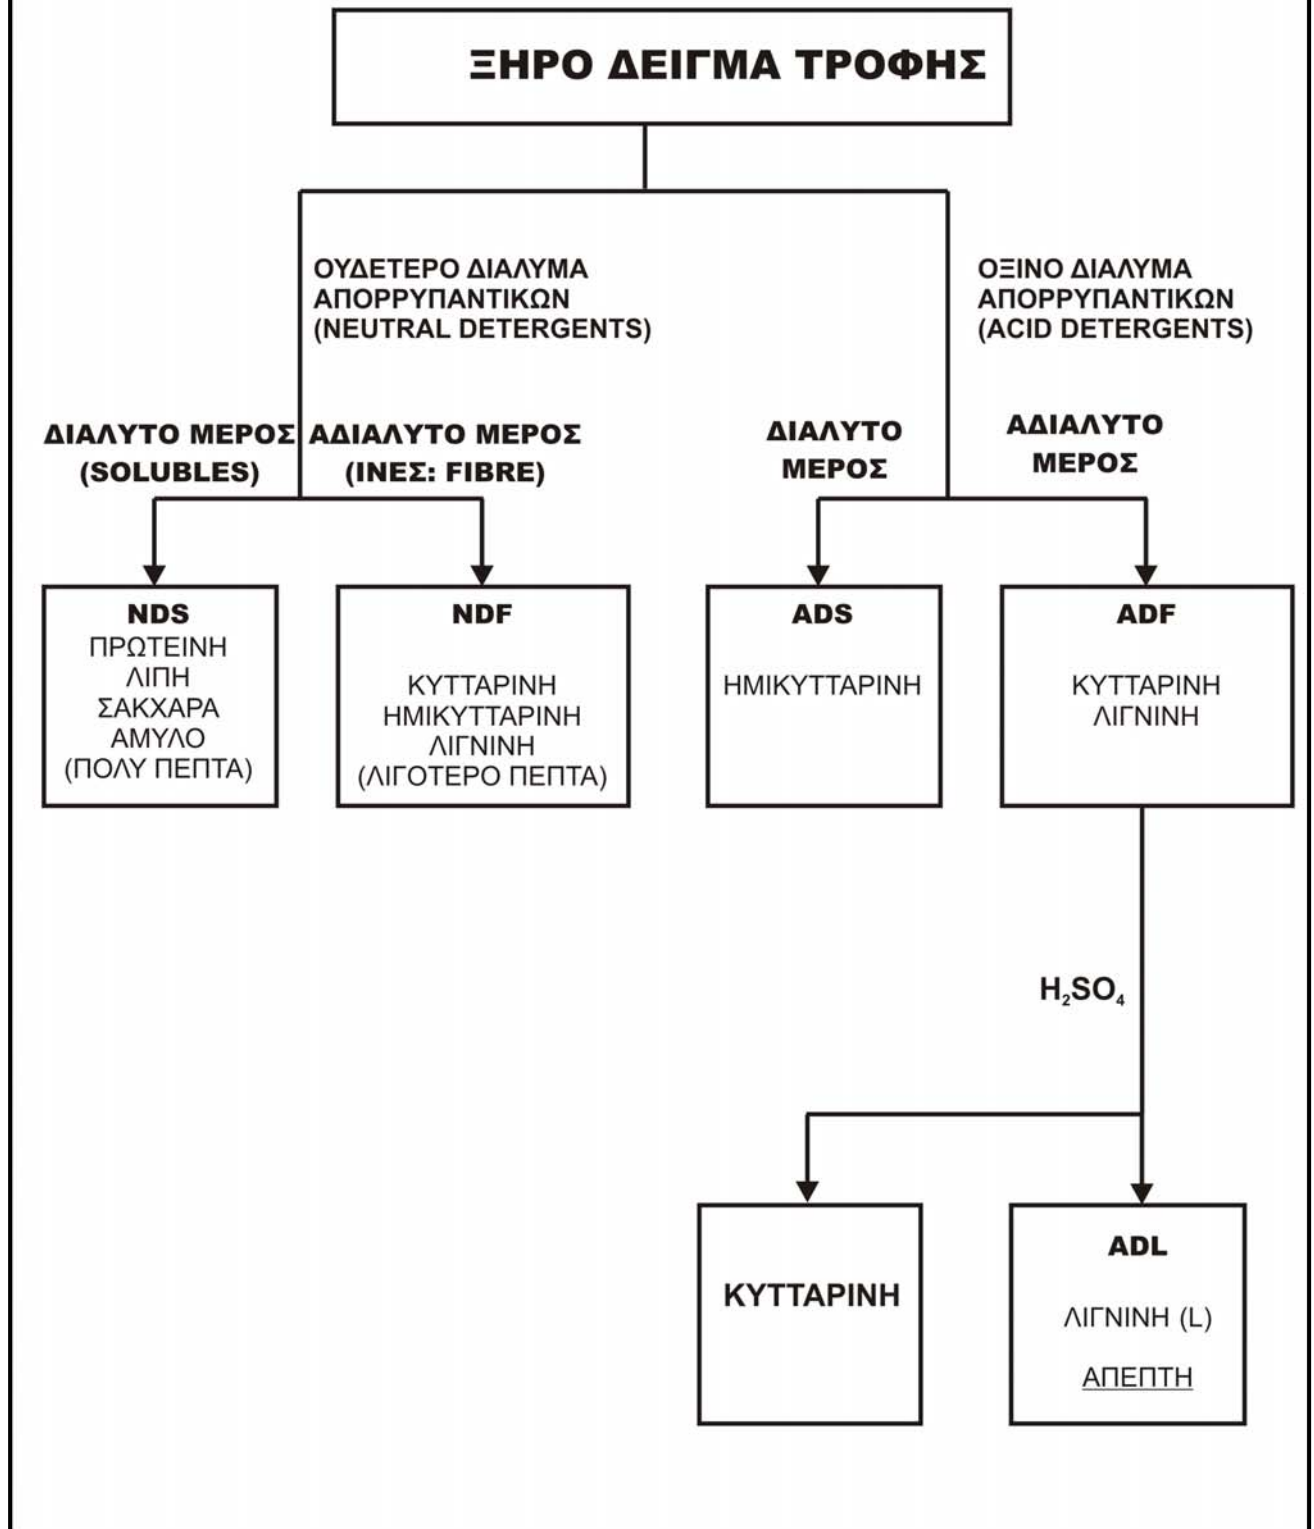 ΞΗΡΟ ΔΕΙΓΜΑ ΤΡΟΦΗΣ
ΟΥΔΕΤΕΡΟ ΔΙΑΛΥΜΑ
ΑΠΟΡΡΥΠΑΝΤΙΚΩΝ
(NEUTRAL DETERGENTS)
ΟΞΙΝΟ ΔΙΑΛΥΜΑ
ΑΠΟΡΡΥΠΑΝΤΙΚΩΝ
(ACID DETERGENTS)
ΔΙΑΛΥΤΟ ΜΕΡΟΣ
(SOLUBLES)
ΑΔΙΑΛΥΤΟ ΜΕΡΟΣ
(ΙΝΕΣ: FIBRE)
ΔΙΑΛΥΤΟ
ΜΕΡΟΣ
ΑΔΙΑΛΥΤΟ
ΜΕΡΟΣ
NDS
ΠΡΩΤΕΙΝΗ
ΛΙΠΗ
ΣΑΚΧΑΡΑ
ΑΜΥΛΟ
(ΠΟΛΥ ΠΕΠΤΑ)
NDF
ΚΥΤΤΑΡΙΝΗ
ΗΜΙΚΥΤΤΑΡΙΝΗ
ΛΙΓΝΙΝΗ
(ΛΙΓΟΤΕΡΟ ΠΕΠΤΑ)
ADS
ΗΜΙΚΥΤΤΑΡΙΝΗ
ADF
ΚΥΤΤΑΡΙΝΗ
ΛΙΓΝΙΝΗ
H₂SO₄
ΚΥΤΤΑΡΙΝΗ
ADL
ΛΙΓΝΙΝΗ (L)
ΑΠΕΠΤΗ